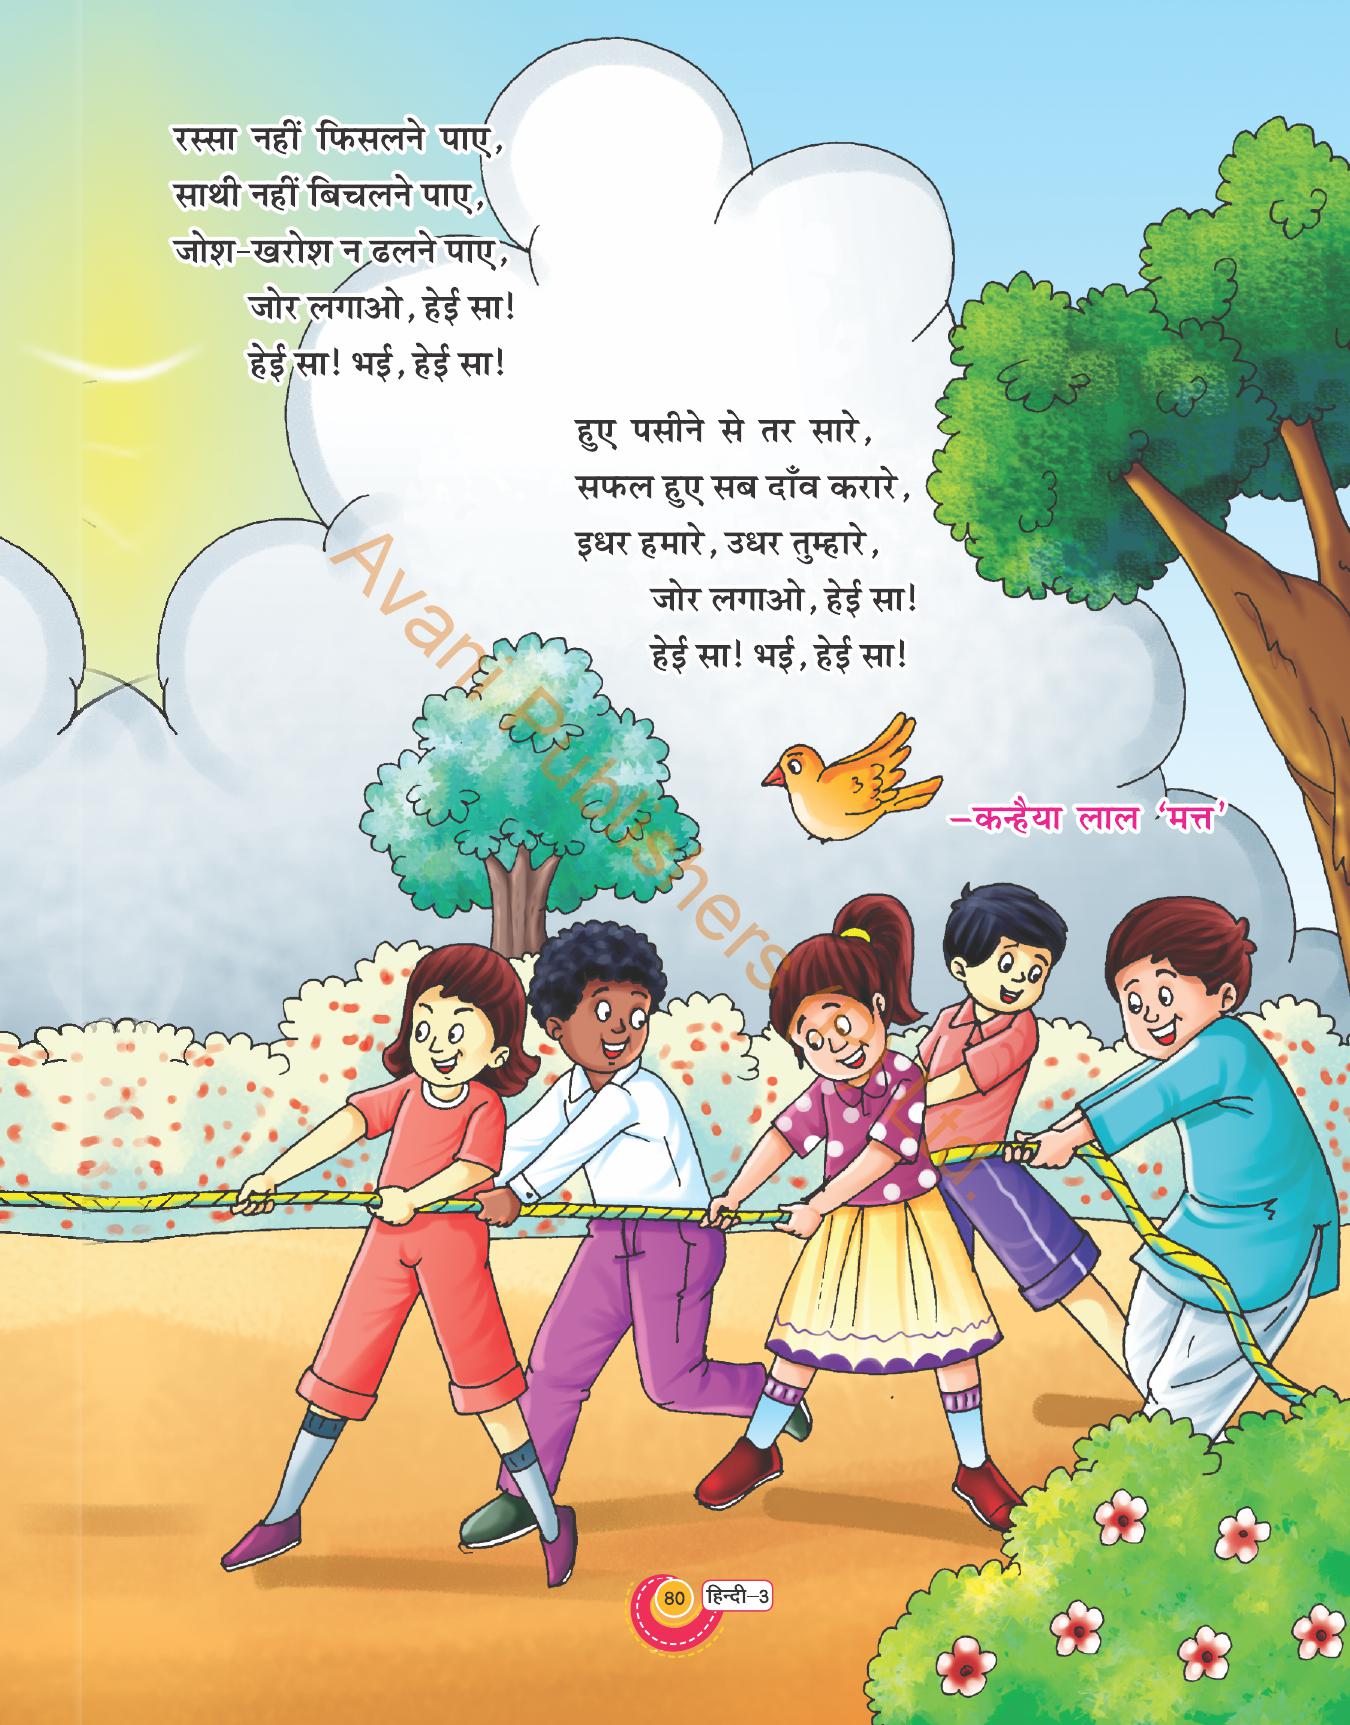 रस्सा नहीं फिसलने पाए,
साथी नहीं बिचलने पाए,
जोश-खरोश न ढलने पाए,
जोर लगाओ, हेई सा!
हेई सा! भई, हेई सा!
हुए पसीने से तर सारे,
सफल हुए सब दाँव करारे,
इधर हमारे, उधर तुम्हारे,
जोर लगाओ, हेई सा!
हेई सा! भई, हेई सा!
–कन्हैया लाल ‘मत्त’
Avani Publishers Ltd.
80 हिन्दी–3